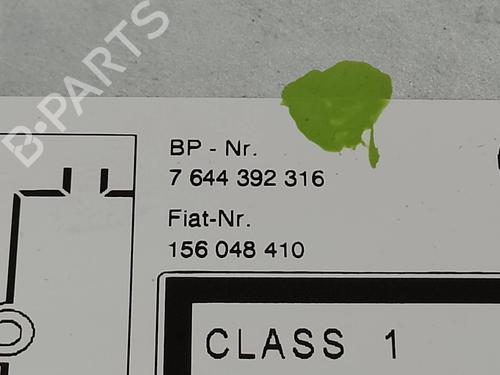 B-PARTS
BP - Nr.
7 644 392 316
Fiat-Nr.
156 048 410
CLASS 1